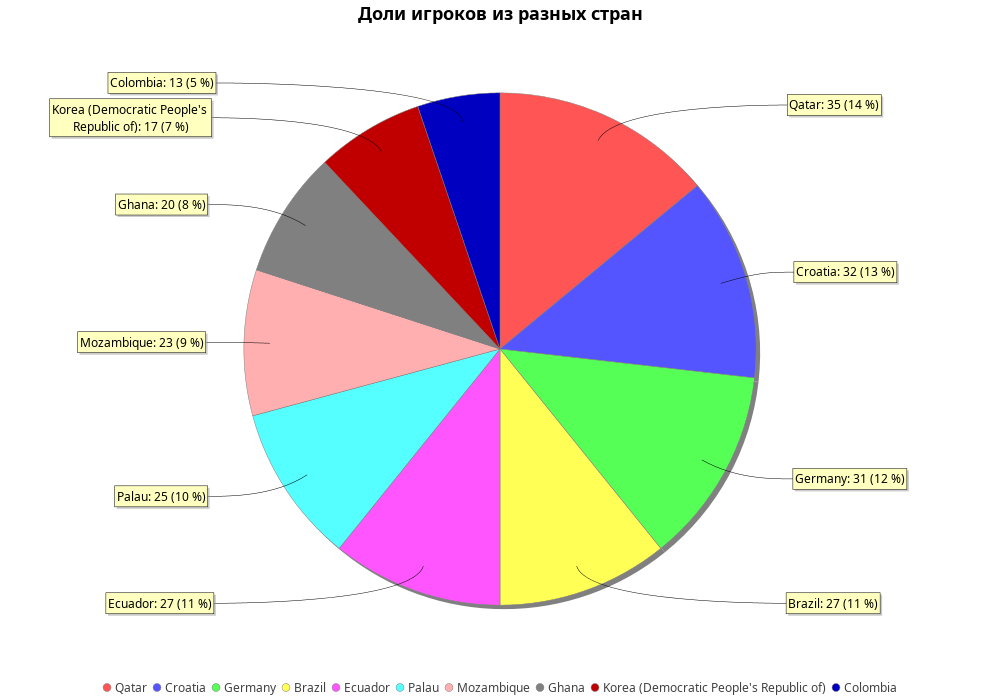 Доли игроков из разных стран
Colombia: 13 (5 %)
Korea (Democratic People's
Republic of): 17 (7 %)
Qatar: 35 (14 %)
Ghana: 20 (8 %)
Croatia: 32 (13 %)
Mozambique: 23 (9 %)
Germany: 31 (12 %)
Palau: 25 (10 %)
Ecuador: 27 (11 %)
Brazil: 27 (11 %)
Qatar Croatia Germany Brazil Ecuador Palau Mozambique Ghana Korea (Democratic People's Republic of) Colombia